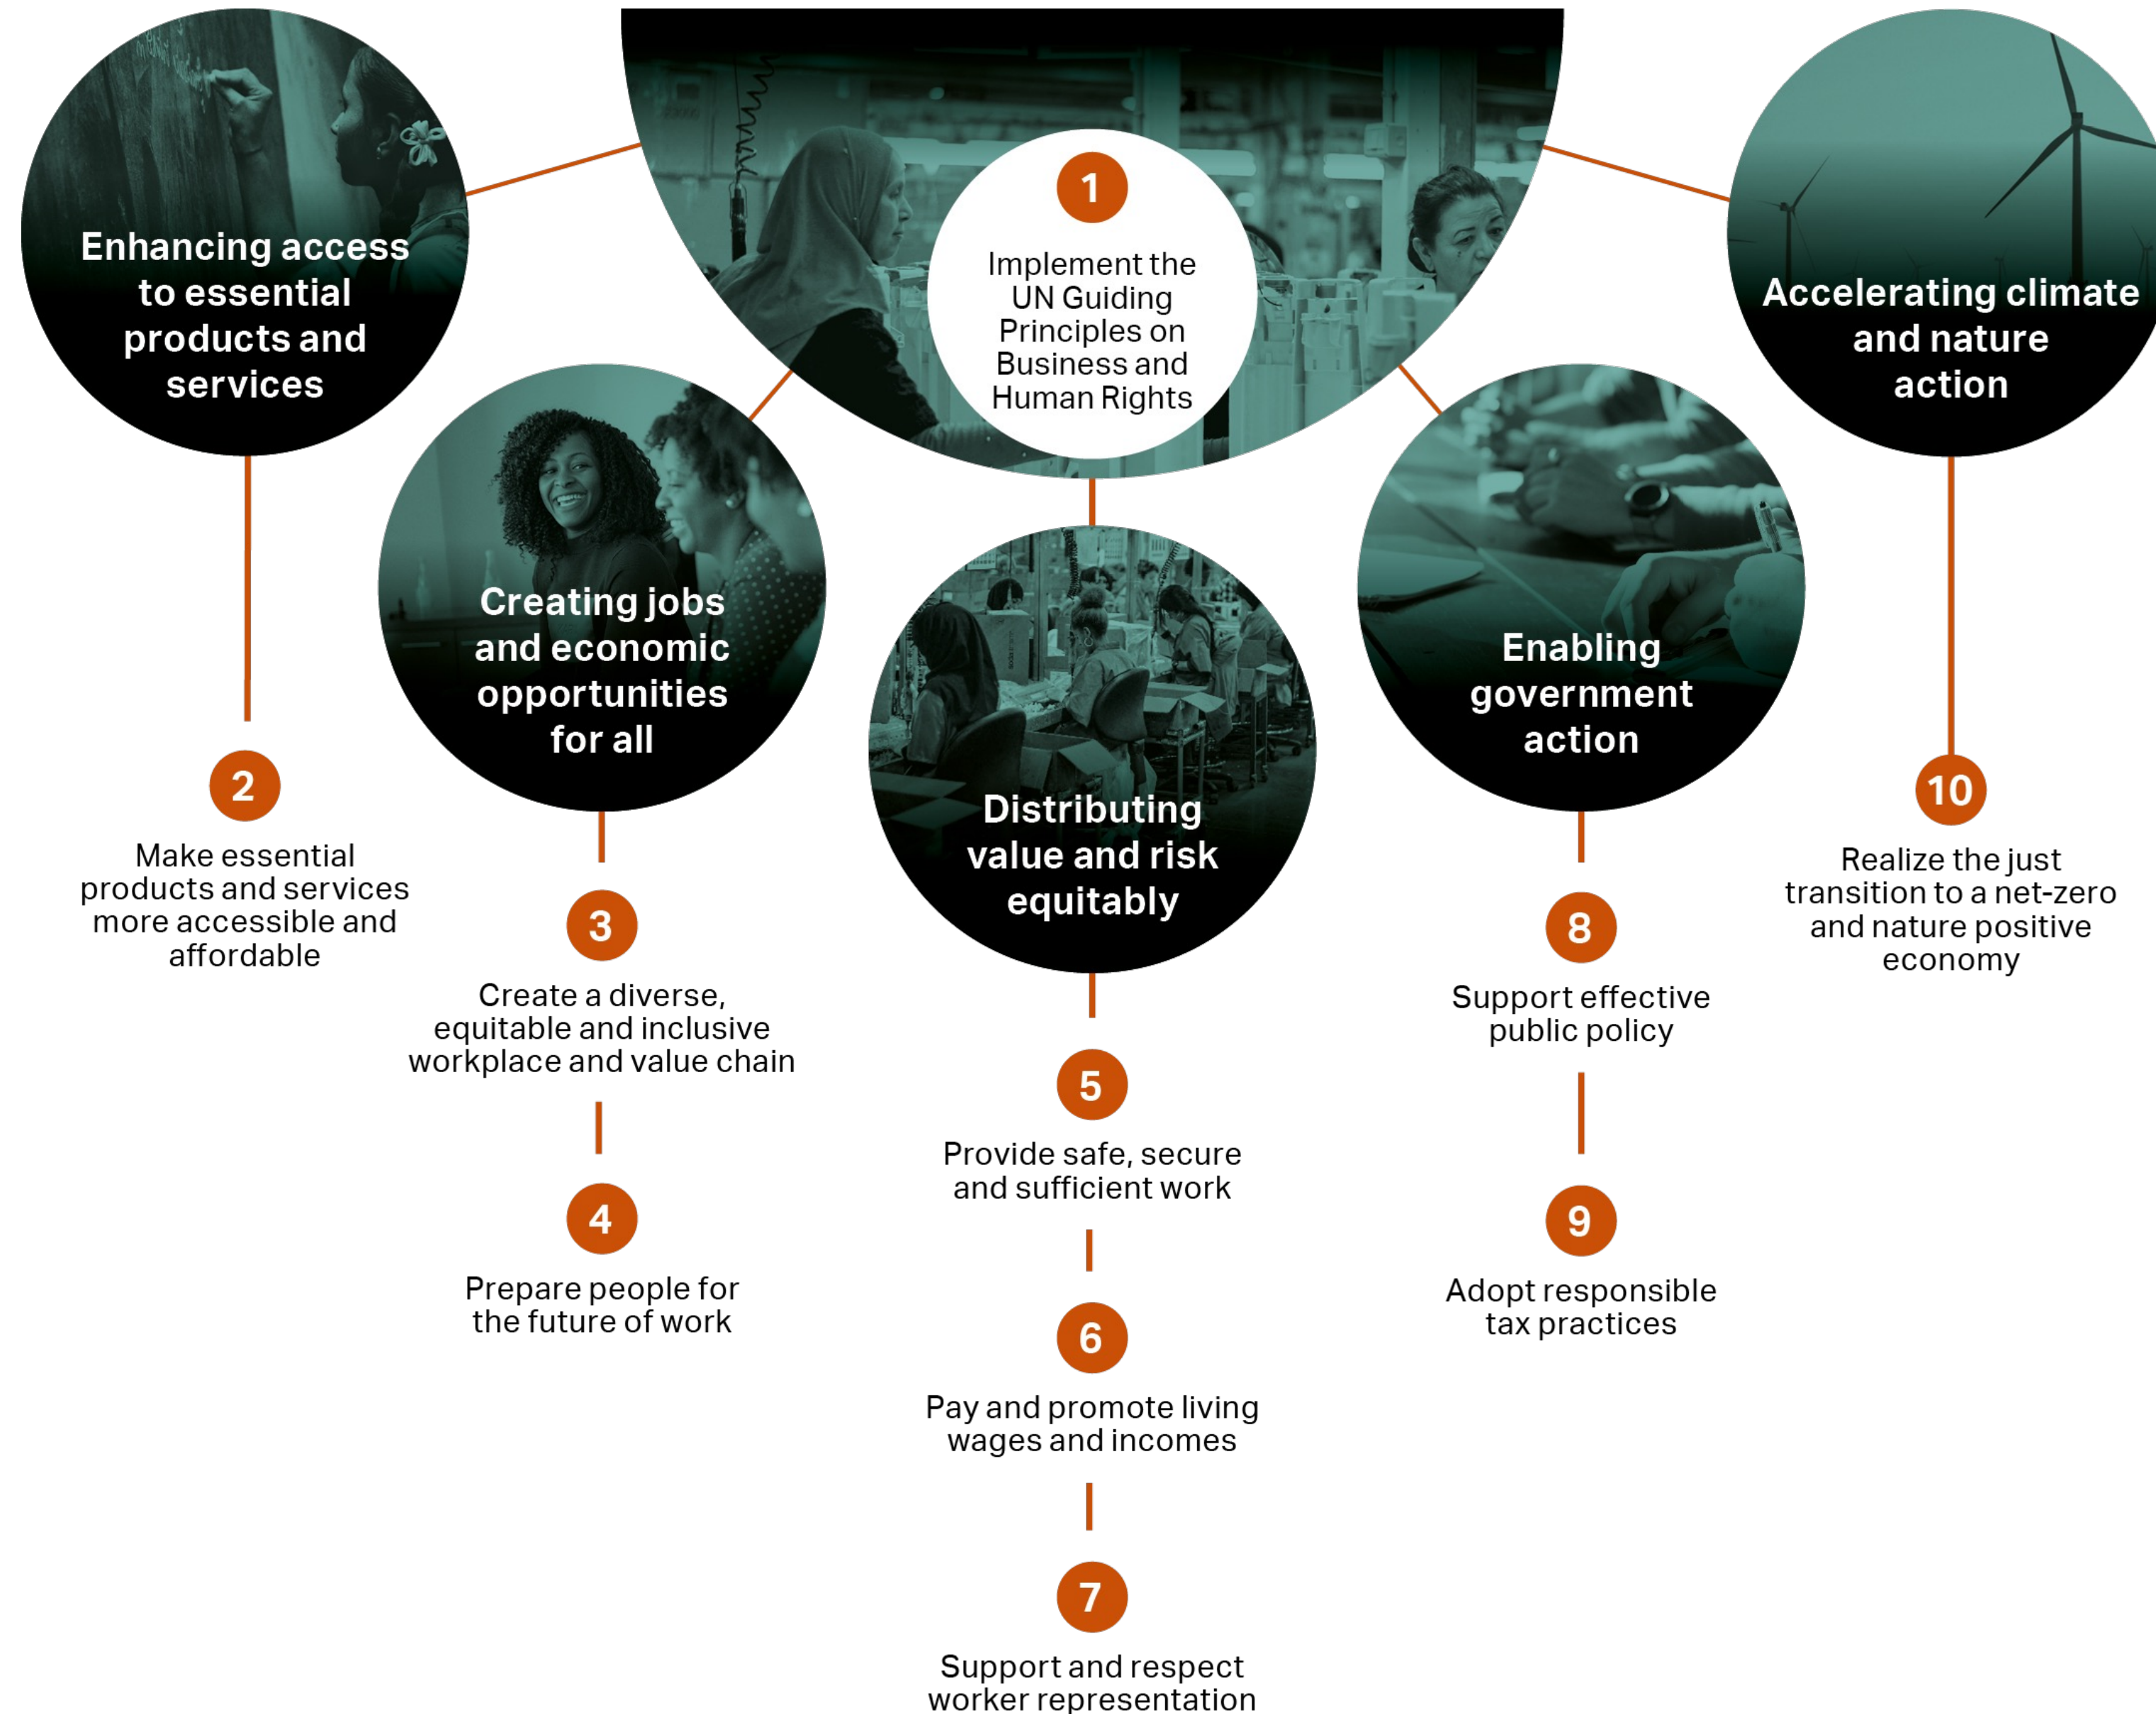 1
Implement the
UN Guiding
Principles on
Business and
Human Rights
Enhancing access
to essential
products and
services
2
Make essential
products and services
more accessible and
affordable
Creating jobs
and economic
opportunities
for all
3
Create a diverse,
equitable and inclusive
workplace and value chain
4
Prepare people for
the future of work
Distributing
value and risk
equitably
5
Provide safe, secure
and sufficient work
6
Pay and promote living
wages and incomes
7
Support and respect
worker representation
Enabling
government
action
8
Support effective
public policy
9
Adopt responsible
tax practices
Accelerating climate
and nature
action
10
Realize the just
transition to a net-zero
and nature positive
economy